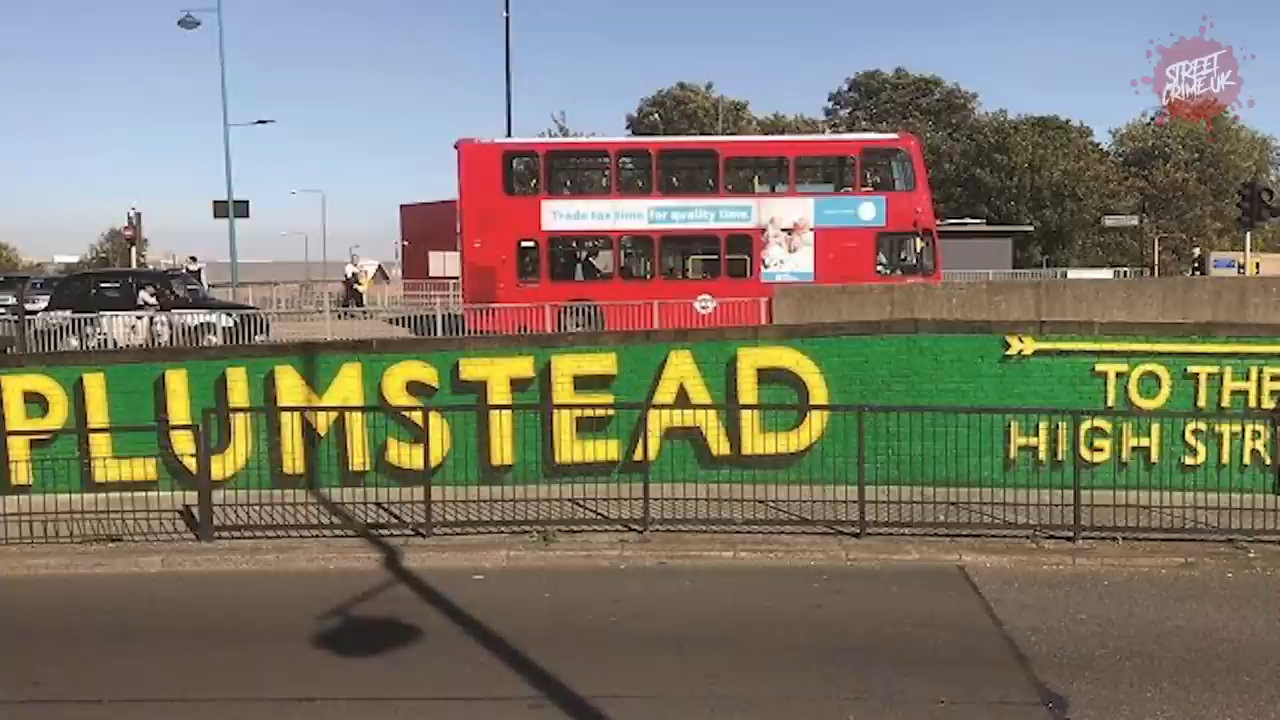 STREET
CRIME UK
Trade tax time for quality time.
PLUMSTEAD
TO THE
HIGH STR